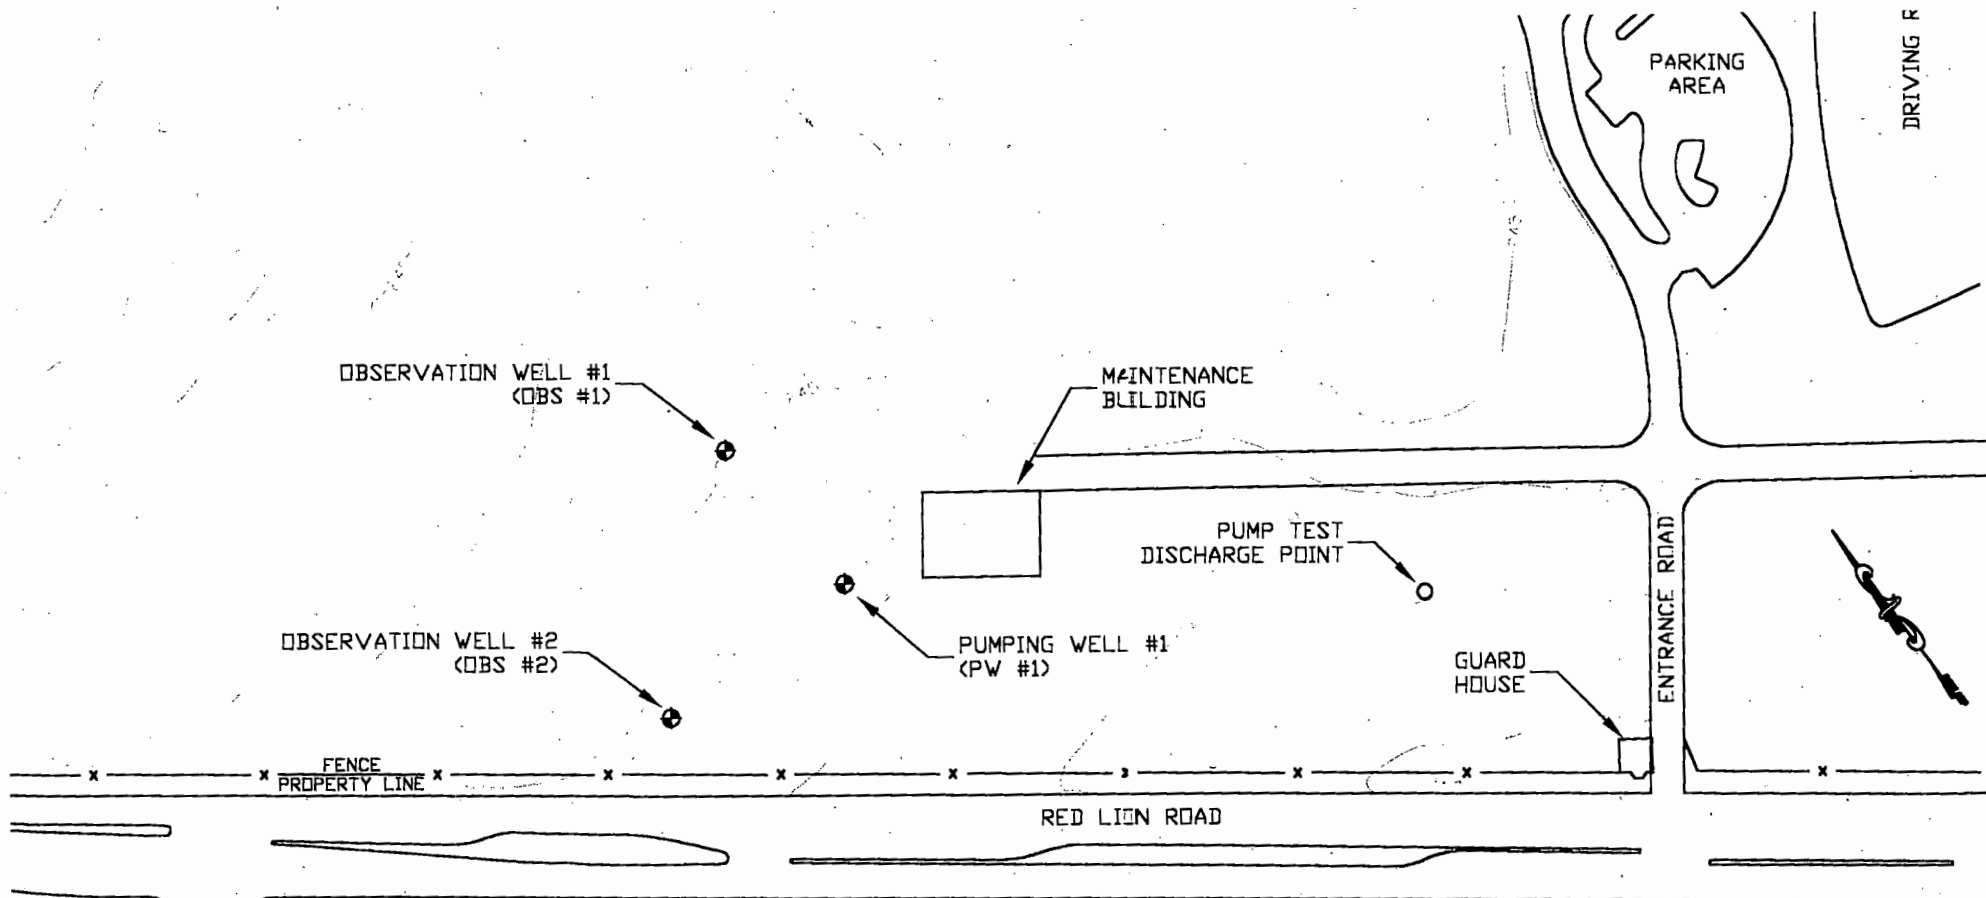 PARKING
AREA
DRIVING
OBSERVATION WELL #1
(OBS #1)
MAINTENANCE
BUILDING
PUMP TEST
DISCHARGE POINT
ENTRANCE ROAD
OBSERVATION WELL #2
(OBS #2)
PUMPING WELL #1
(PW #1)
GUARD
HOUSE
FENCE
PROPERTY LINE
RED LION ROAD